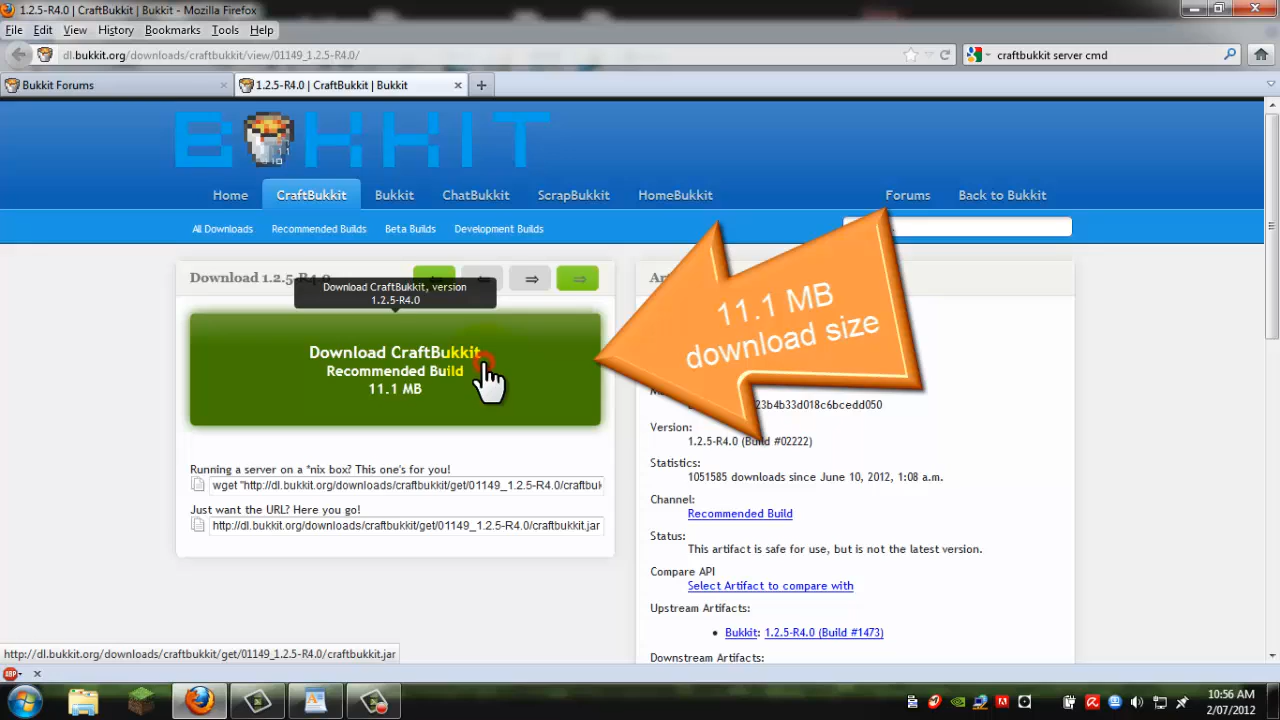 1.2.5-R4.0 | CraftBukkit | Bukkit - Mozilla Firefox
File Edit View History Bookmarks Tools Help
dl.bukkit.org/downloads/craftbukkit/view/01149_1.2.5-R4.0/
craftbukkit server cmd
Bukkit Forums
1.2.5-R4.0 | CraftBukkit | Bukkit
BUKKIT
Home CraftBukkit Bukkit ChatBukkit ScrapBukkit HomeBukkit Forums Back to Bukkit
All Downloads Recommended Builds Beta Builds Development Builds
Download 1.2.5-R4.0
Download CraftBukkit, version
1.2.5-R4.0
Download CraftBukkit
Recommended Build
11.1 MB
11.1 MB
download size
Running a server on a *nix box? This one's for you!
wget "http://dl.bukkit.org/downloads/craftbukkit/get/01149_1.2.5-R4.0/craftbuk
Just want the URL? Here you go!
http://dl.bukkit.org/downloads/craftbukkit/get/01149_1.2.5-R4.0/craftbukkit.jar
23b4b33d018c6bcedd050
Version:
1.2.5-R4.0 (Build #02222)
Statistics:
1051585 downloads since June 10, 2012, 1:08 a.m.
Channel:
Recommended Build
Status:
This artifact is safe for use, but is not the latest version.
Compare API
Select Artifact to compare with
Upstream Artifacts:
• Bukkit: 1.2.5-R4.0 (Build #1473)
Downstream Artifacts:
http://dl.bukkit.org/downloads/craftbukkit/get/01149_1.2.5-R4.0/craftbukkit.jar
ABP
10:56 AM
2/07/2012